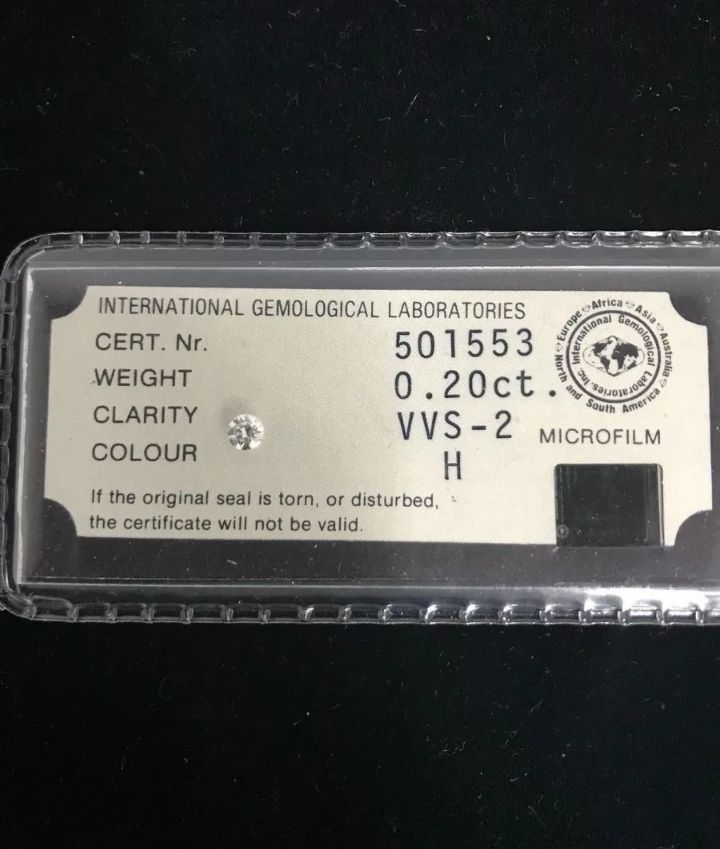 INTERNATIONAL GEMOLOGICAL LABORATORIES
CERT. Nr. 501553
WEIGHT 0.20ct.
CLARITY VVS-2
COLOUR H
If the original seal is torn, or disturbed,
the certificate will not be valid.
Europe Africa Asia Australia North and South America
International Gemological Laboratories, Inc.
MICROFILM